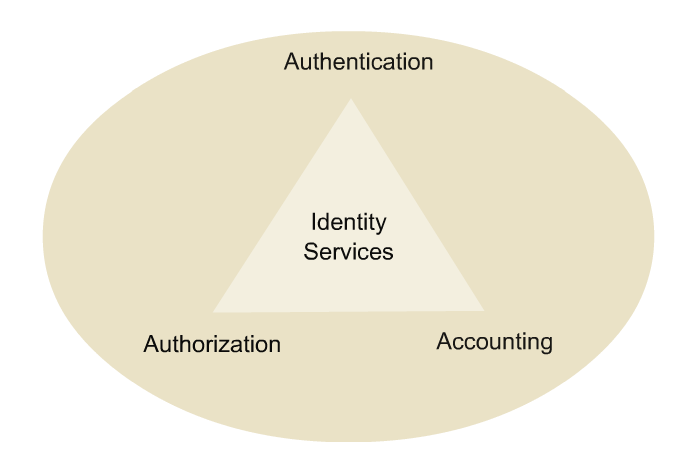 Authentication
Identity
Services
Authorization
Accounting